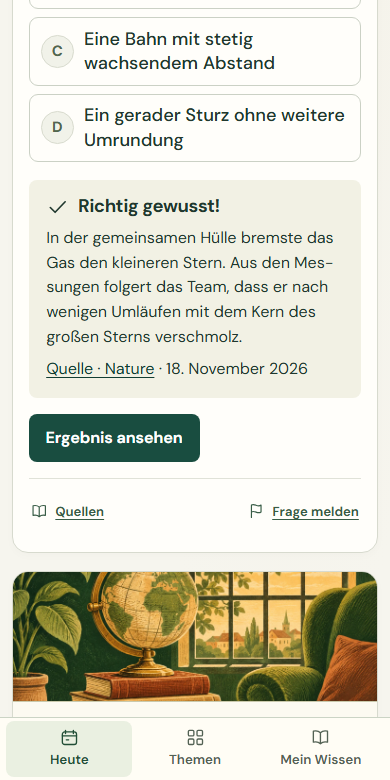 C
Eine Bahn mit stetig
wachsendem Abstand
D
Ein gerader Sturz ohne weitere
Umrundung
Richtig gewusst!
In der gemeinsamen Hülle bremste das
Gas den kleineren Stern. Aus den Mes-
sungen folgert das Team, dass er nach
wenigen Umläufen mit dem Kern des
großen Sterns verschmolz.
Quelle · Nature · 18. November 2026
Ergebnis ansehen
Quellen
Frage melden
Heute
Themen
Mein Wissen